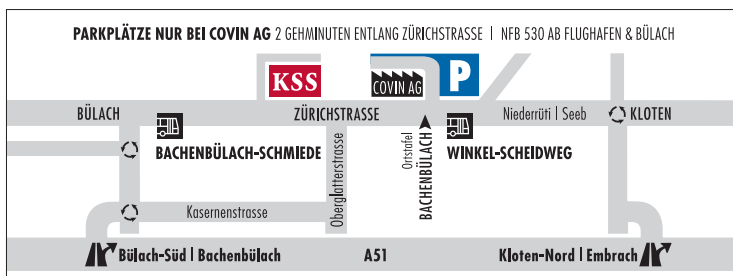 PARKPLÄTZE NUR BEI COVIN AG 2 GEHMINUTEN ENTLANG ZÜRICHSTRASSE | NFB 530 AB FLUGHAFEN & BÜLACH
KSS
COVIN AG
P
BÜLACH
ZÜRICHSTRASSE
Niederrüti | Seeb
KLOTEN
BACHENBÜLACH-SCHMIEDE
Oberglatterstrasse
Ortstafel
BACHENBÜLACH
WINKEL-SCHEIDWEG
Kasernenstrasse
Bülach-Süd | Bachenbülach
A51
Kloten-Nord | Embrach